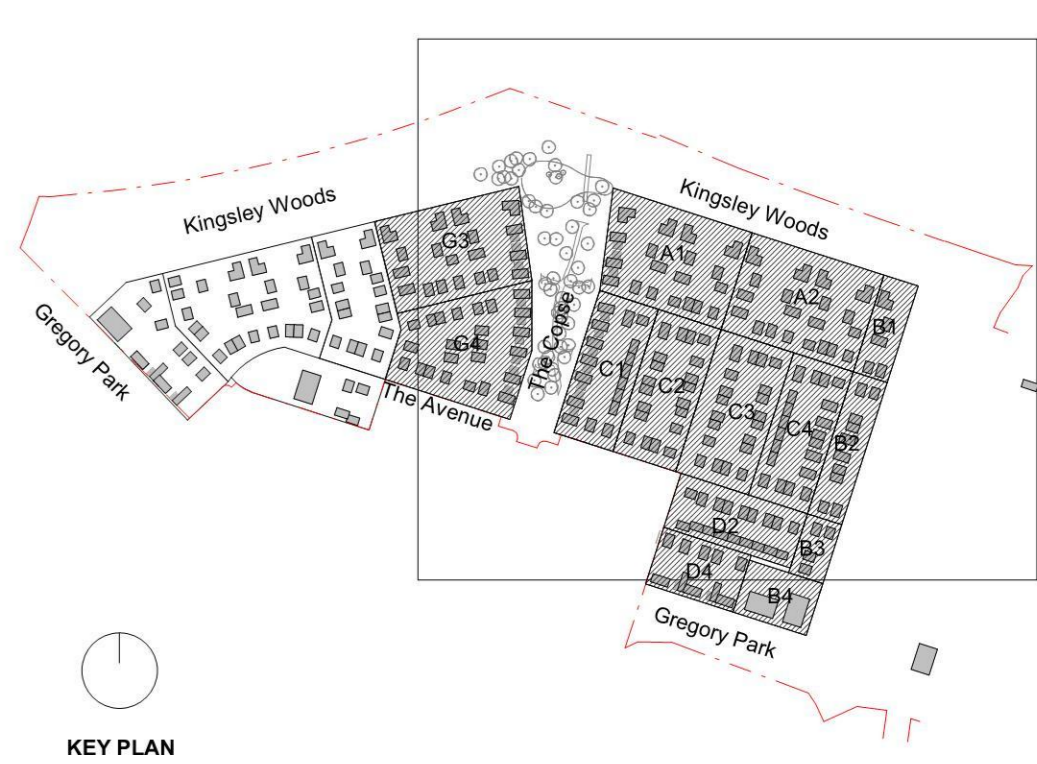 Kingsley Woods
Kingsley Woods
G3
A1
A2
B1
G4
The Copse
C1
C2
C3
C4
B2
Gregory Park
The Avenue
D2
B3
D4
B4
Gregory Park
KEY PLAN